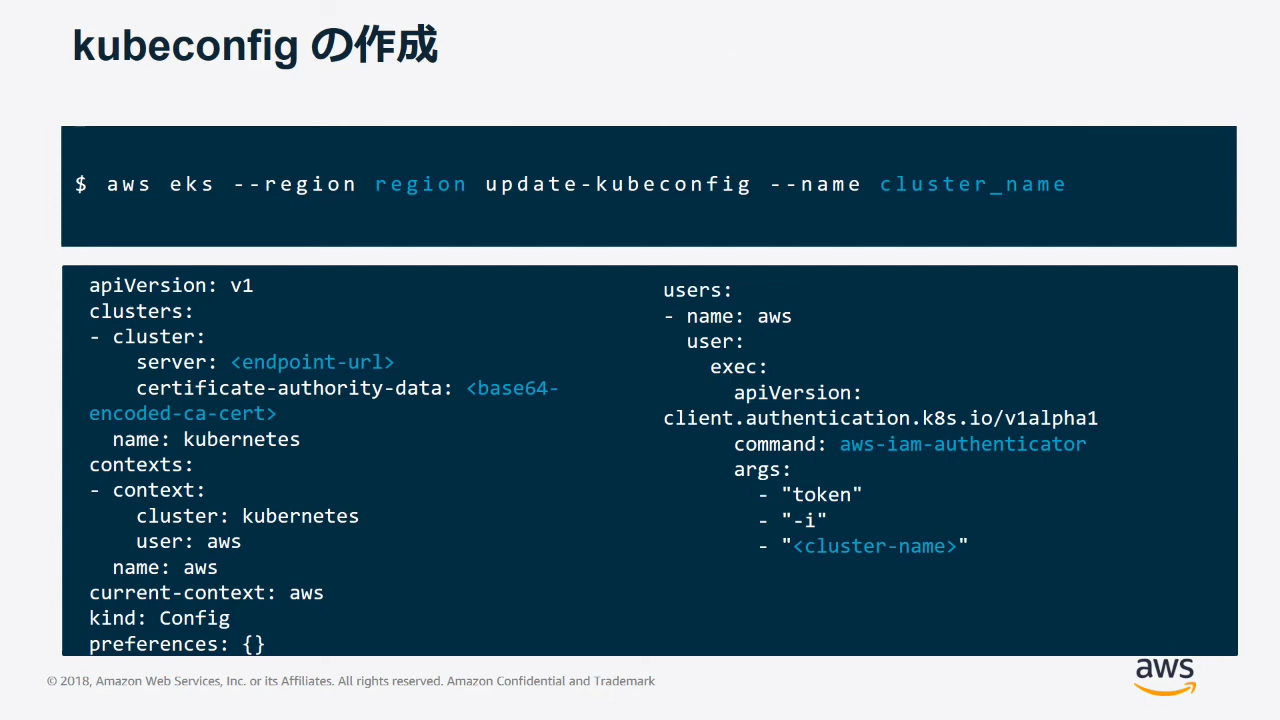 kubeconfig の作成
$ aws eks --region region update-kubeconfig --name cluster_name
apiVersion: v1
clusters:
- cluster:
    server: <endpoint-url>
    certificate-authority-data: <base64-
encoded-ca-cert>
  name: kubernetes
contexts:
- context:
    cluster: kubernetes
    user: aws
  name: aws
current-context: aws
kind: Config
preferences: {}
users:
- name: aws
  user:
    exec:
      apiVersion:
client.authentication.k8s.io/v1alpha1
      command: aws-iam-authenticator
      args:
        - "token"
        - "-i"
        - "<cluster-name>"
© 2018, Amazon Web Services, Inc. or its Affiliates. All rights reserved. Amazon Confidential and Trademark
aws